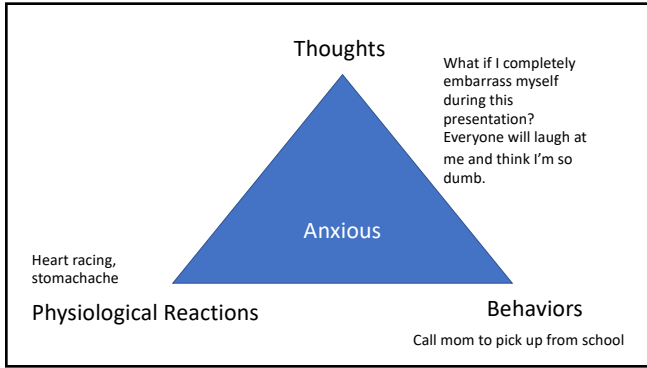 Thoughts
What if I completely
embarrass myself
during this
presentation?
Everyone will laugh at
me and think I'm so
dumb.
Anxious
Heart racing,
stomachache
Physiological Reactions
Behaviors
Call mom to pick up from school